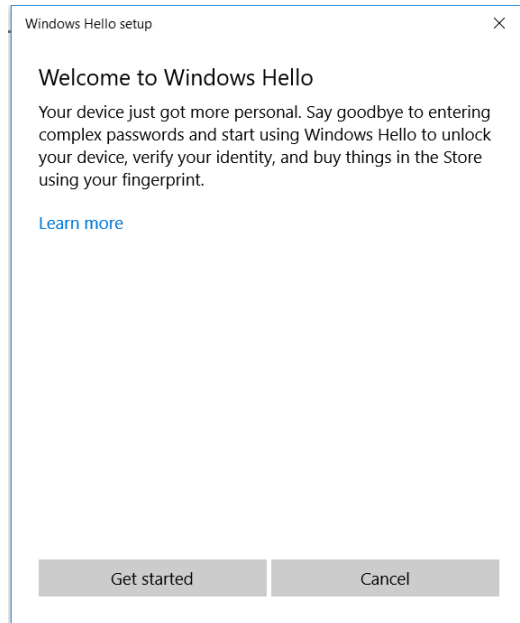 Windows Hello setup
Welcome to Windows Hello
Your device just got more personal. Say goodbye to entering
complex passwords and start using Windows Hello to unlock
your device, verify your identity, and buy things in the Store
using your fingerprint.
Learn more
Get started
Cancel